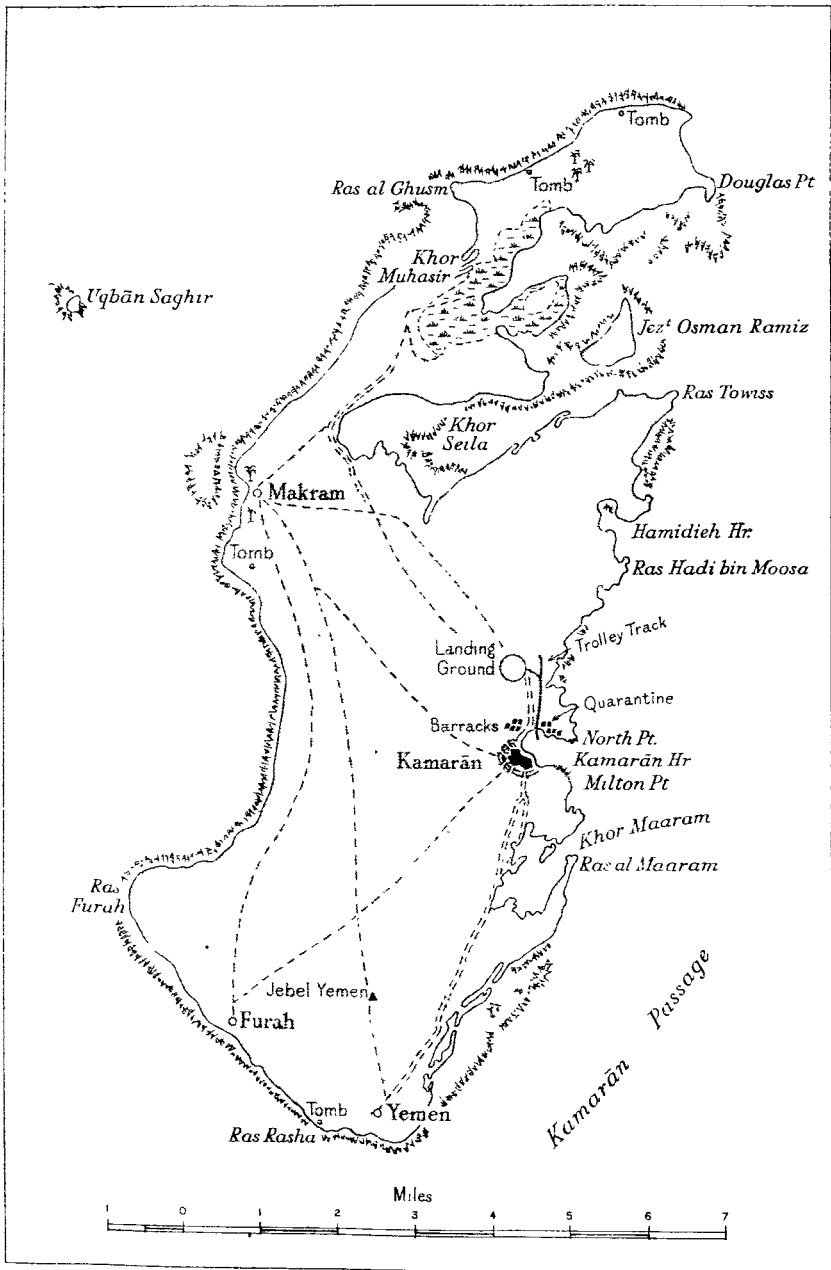 Tomb
Tomb
Ras al Ghusm
Douglas Pt
Khor
Muhasir
Uqbān Saghir
Jez.t Osman Ramiz
Ras Towiss
Khor
Seila
Makram
Hamidieh Hr.
Tomb
Ras Hadi bin Moosa
Trolley Track
Landing
Ground
Quarantine
Barracks
North Pt.
Kamarān
Kamarān Hr
Milton Pt
Khor Maaram
Ras al Maaram
Ras
Furah
Kamarān Passage
Jebel Yemen
Furah
Tomb
Yemen
Ras Rasha
Miles
1 0 1 2 3 4 5 6 7